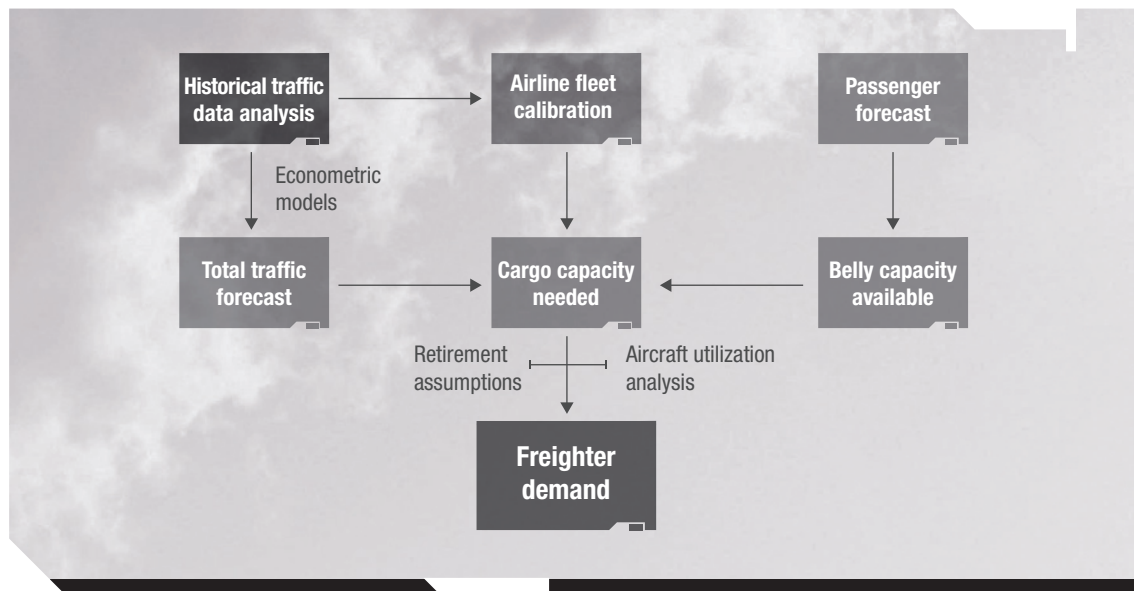 Historical traffic
data analysis
Airline fleet
calibration
Passenger
forecast
Econometric
models
Total traffic
forecast
Cargo capacity
needed
Belly capacity
available
Retirement
assumptions
Aircraft utilization
analysis
Freighter
demand